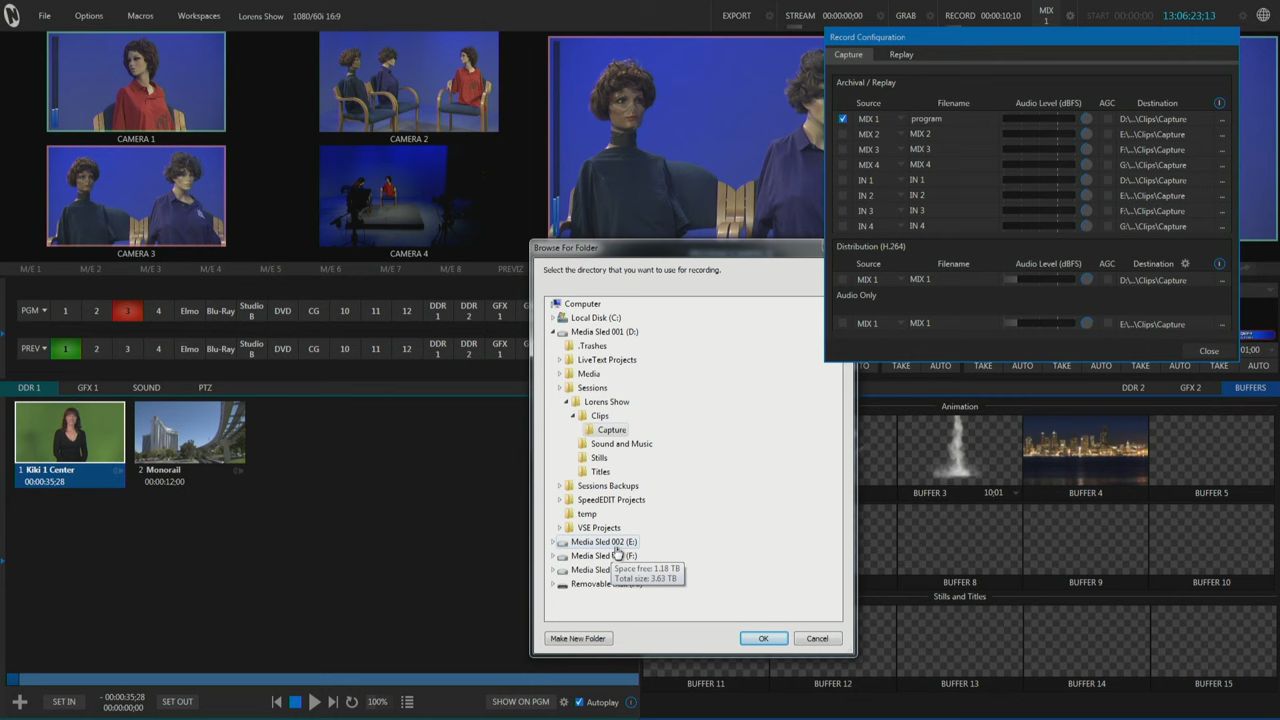 File Options Macros Workspaces Lorens Show 1080/60i 16:9 EXPORT STREAM 00:00:00;00 GRAB RECORD 00:00:10;10 MIX 1 START 00:00:00;00 13:06:23;13
Record Configuration
Capture Replay
Archival / Replay
Source Filename Audio Level (dBFS) AGC Destination
MIX 1 program D:\...\Clips\Capture ...
MIX 2 MIX 2 E:\...\Clips\Capture ...
MIX 3 MIX 3 F:\...\Clips\Capture ...
MIX 4 MIX 4 G:\...\Clips\Capture ...
IN 1 IN 1 D:\...\Clips\Capture ...
IN 2 IN 2 E:\...\Clips\Capture ...
IN 3 IN 3 F:\...\Clips\Capture ...
IN 4 IN 4 G:\...\Clips\Capture ...
Distribution (H.264)
Source Filename Audio Level (dBFS) AGC Destination
MIX 1 MIX 1 D:\...\Clips\Capture ...
Audio Only
MIX 1 MIX 1 E:\...\Clips\Capture ...
Close
CAMERA 1 CAMERA 2
CAMERA 3 CAMERA 4
M/E 1 M/E 2 M/E 3 M/E 4 M/E 5 M/E 6 M/E 7 M/E 8 PREVIZ
PGM 1 2 3 4 Elmo Blu-Ray Studio B DVD CG 10 11 12 DDR 1 DDR 2 GFX 1
PREV 1 2 3 4 Elmo Blu-Ray Studio B DVD CG 10 11 12 DDR 1 DDR 2 GFX 1
01;00
TAKE AUTO TAKE AUTO TAKE AUTO TAKE AUTO
DDR 1 GFX 1 SOUND PTZ
DDR 2 GFX 2 BUFFERS
1 Kiki 1 Center
00:00:35;28
2 Monorail
00:00:12;00
Browse For Folder
Select the directory that you want to use for recording.
Computer
Local Disk (C:)
Media Sled 001 (D:)
.Trashes
LiveText Projects
Media
Sessions
Lorens Show
Clips
Capture
Sound and Music
Stills
Titles
Sessions Backups
SpeedEDIT Projects
temp
VSE Projects
Media Sled 002 (E:)
Media Sled (F:)
Media Sled
Removable
Space free: 1.18 TB
Total size: 3.63 TB
Make New Folder OK Cancel
Animation
BUFFER 3 10;01 BUFFER 4 BUFFER 5
BUFFER 8 BUFFER 9 BUFFER 10
Stills and Titles
BUFFER 11 BUFFER 12 BUFFER 13 BUFFER 14 BUFFER 15
SET IN - 00:00:35;28
00:00:00;00 SET OUT 100% SHOW ON PGM Autoplay